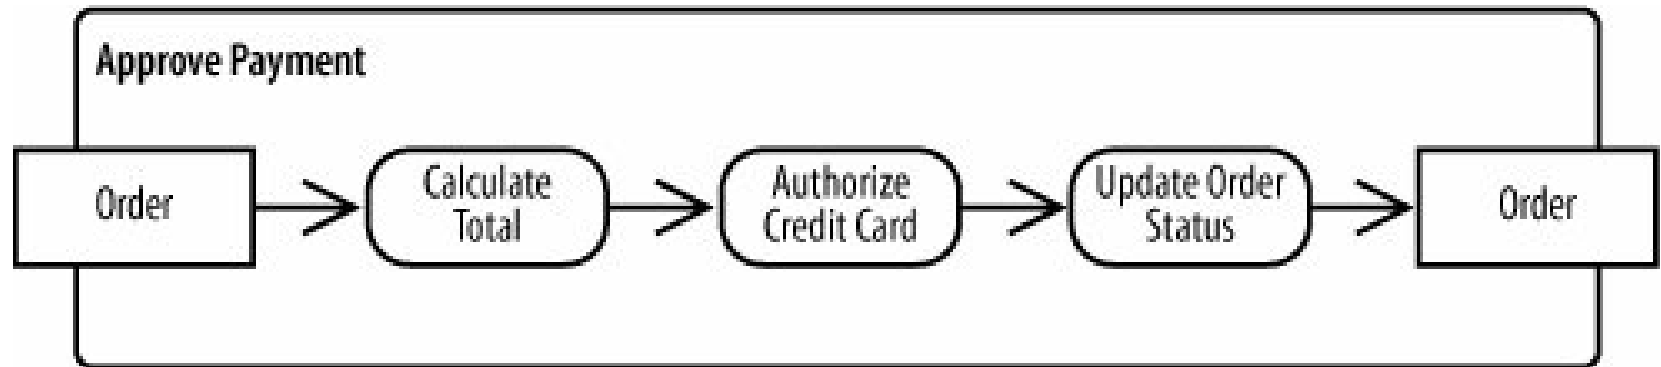 Approve Payment
Order
Calculate
Total
Authorize
Credit Card
Update Order
Status
Order